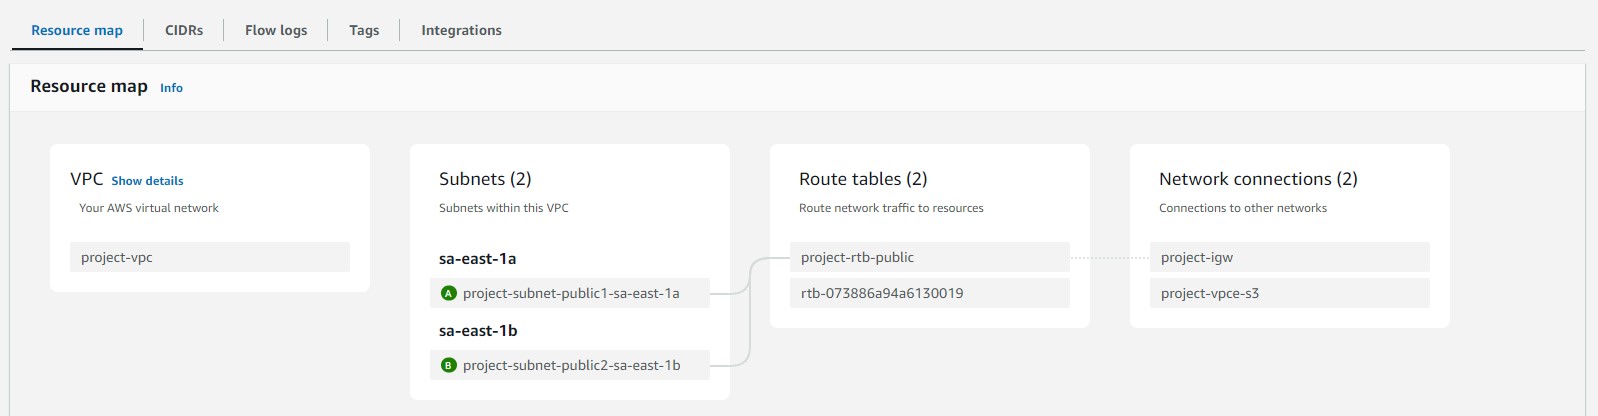 Resource map
CIDRs
Flow logs
Tags
Integrations
Resource map Info
VPC Show details
Your AWS virtual network
project-vpc
Subnets (2)
Subnets within this VPC
sa-east-1a
A project-subnet-public1-sa-east-1a
sa-east-1b
B project-subnet-public2-sa-east-1b
Route tables (2)
Route network traffic to resources
project-rtb-public
rtb-073886a94a6130019
Network connections (2)
Connections to other networks
project-igw
project-vpce-s3